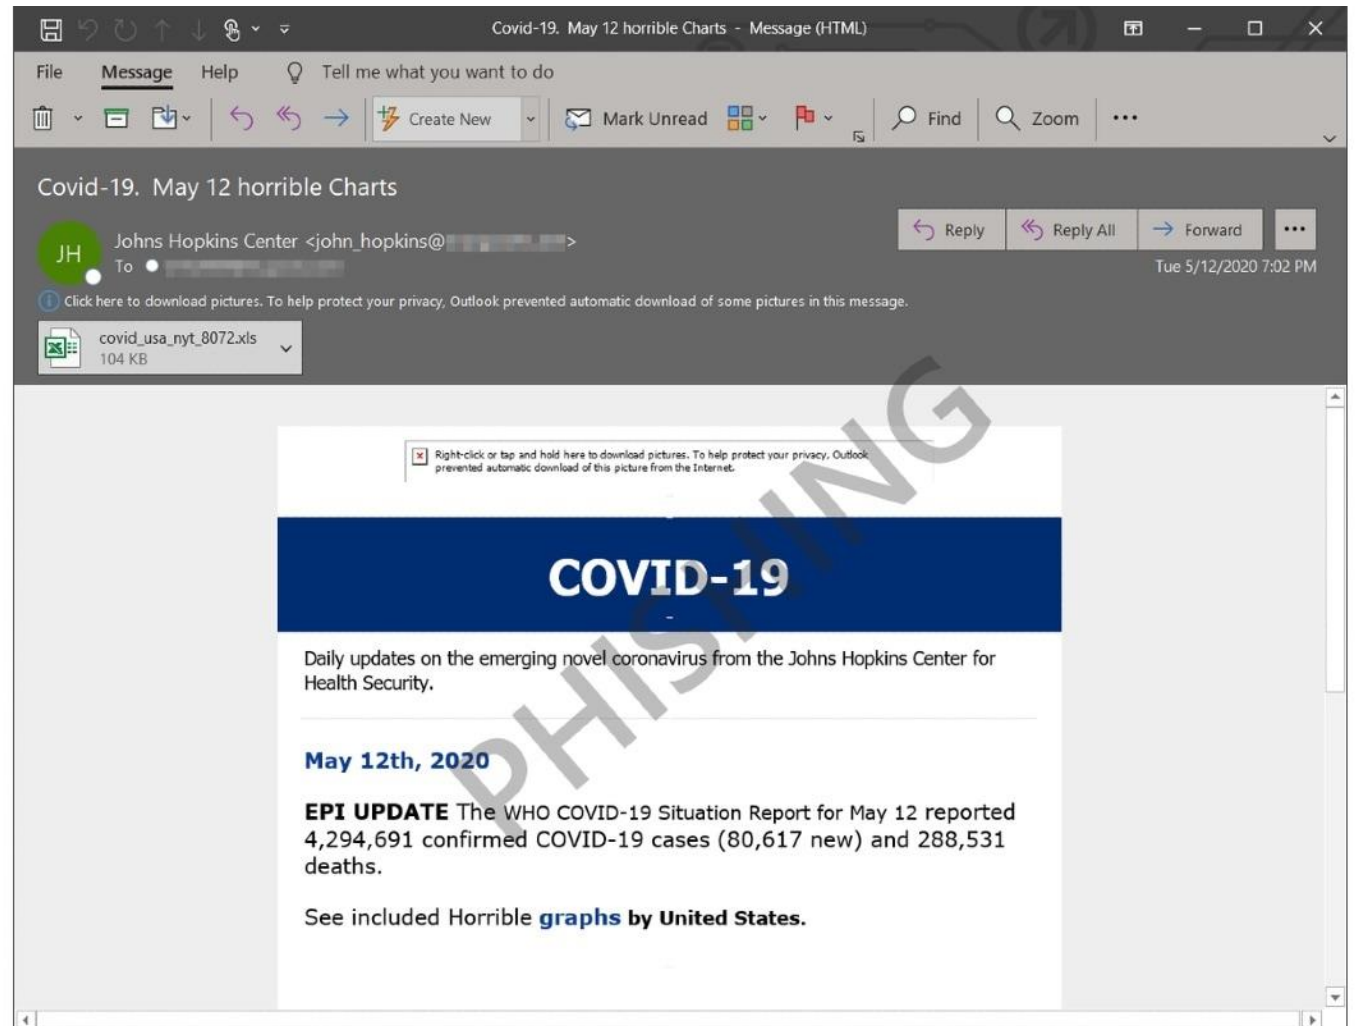 Covid-19.  May 12 horrible Charts  -  Message (HTML)
File Message Help Tell me what you want to do
Create New Mark Unread Find Zoom
Covid-19.  May 12 horrible Charts
JH
Johns Hopkins Center <john_hopkins@
>
To
Reply Reply All Forward
Tue 5/12/2020 7:02 PM
Click here to download pictures. To help protect your privacy, Outlook prevented automatic download of some pictures in this message.
covid_usa_nyt_8072.xls
104 KB
Right-click or tap and hold here to download pictures. To help protect your privacy, Outlook
prevented automatic download of this picture from the Internet.
COVID-19
Daily updates on the emerging novel coronavirus from the Johns Hopkins Center for
Health Security.
May 12th, 2020
EPI UPDATE The WHO COVID-19 Situation Report for May 12 reported
4,294,691 confirmed COVID-19 cases (80,617 new) and 288,531
deaths.
See included Horrible graphs by United States.
PHISHING